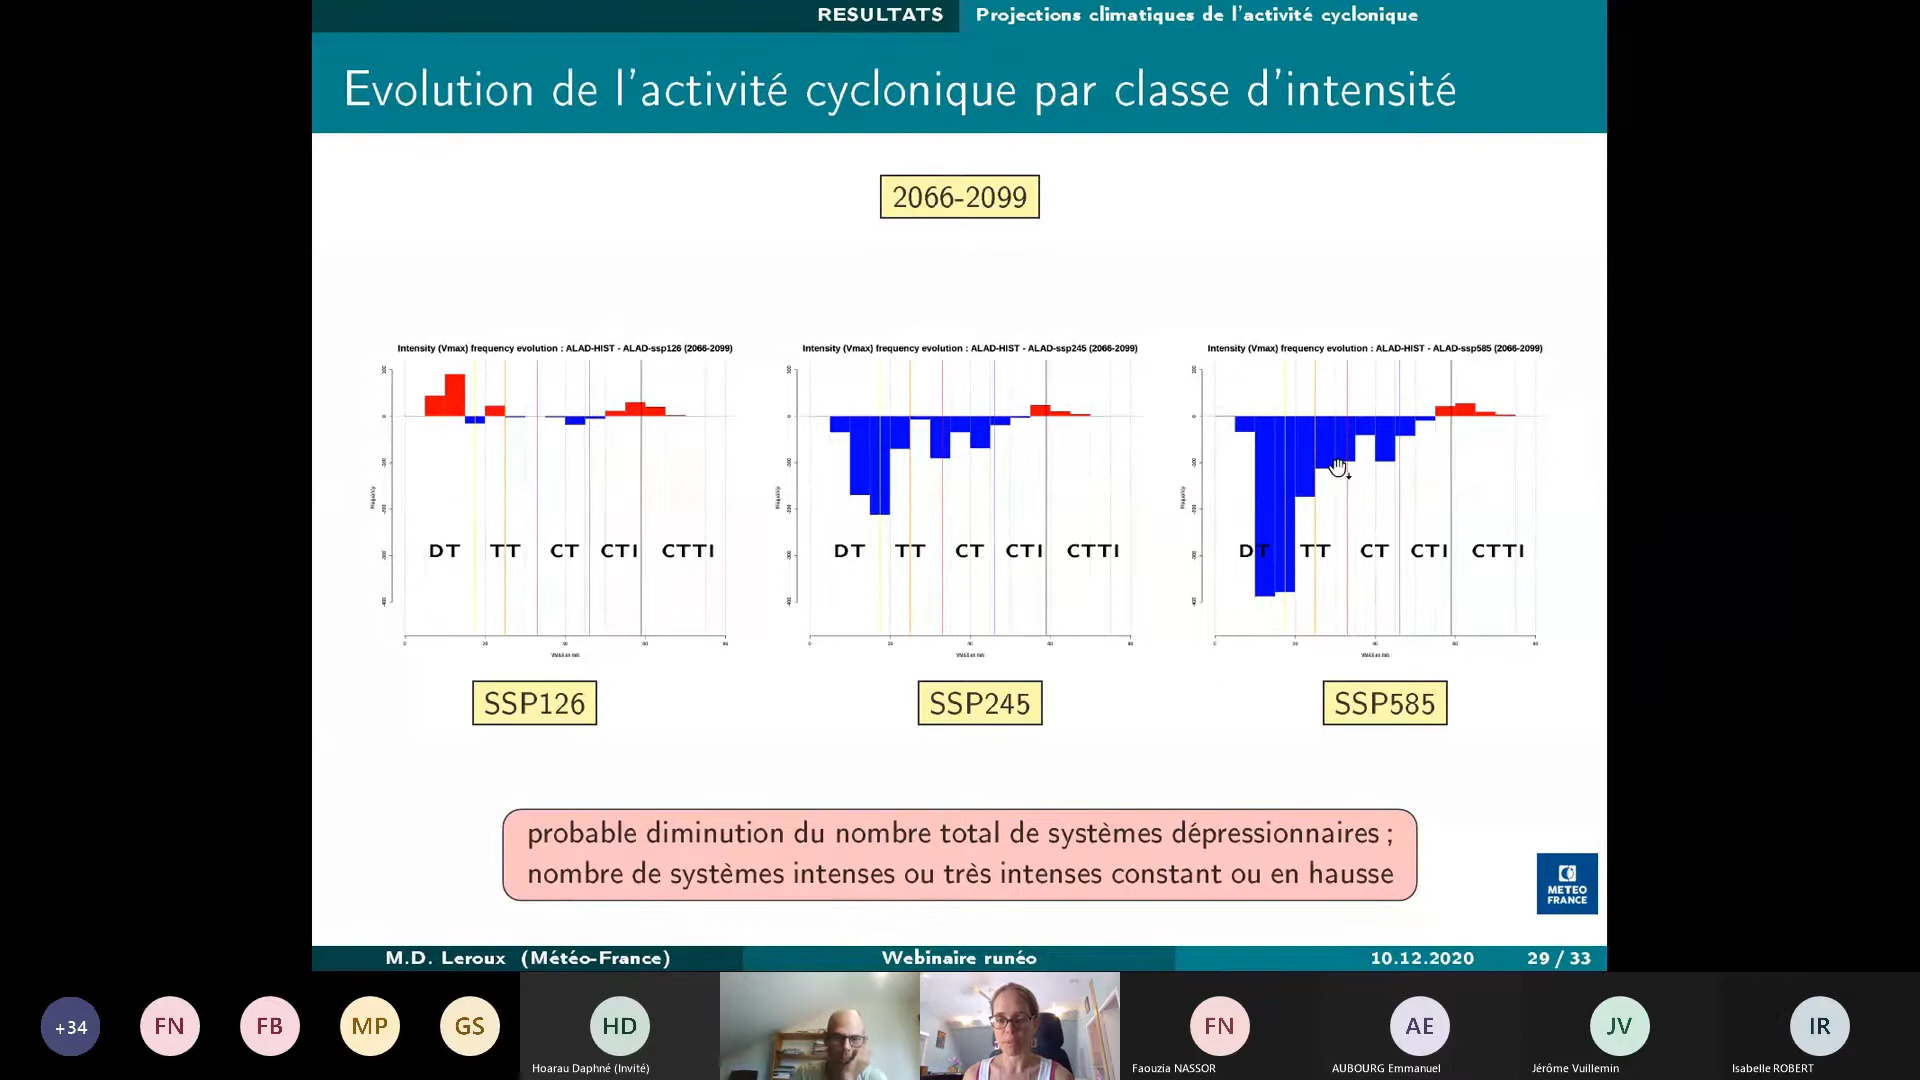 RESULTATS
Projections climatiques de l'activité cyclonique
Evolution de l'activité cyclonique par classe d'intensité
2066-2099
Intensity (Vmax) frequency evolution : ALAD-HIST - ALAD-ssp126 (2066-2099)
DT TT CT CTI CTTI
SSP126
Intensity (Vmax) frequency evolution : ALAD-HIST - ALAD-ssp245 (2066-2099)
DT TT CT CTI CTTI
SSP245
Intensity (Vmax) frequency evolution : ALAD-HIST - ALAD-ssp585 (2066-2099)
DT TT CT CTI CTTI
SSP585
probable diminution du nombre total de systèmes dépressionnaires ;
nombre de systèmes intenses ou très intenses constant ou en hausse
METEO
FRANCE
M.D. Leroux (Météo-France)
Webinaire runéo
10.12.2020
29 / 33
+34
FN
FB
MP
GS
HD
Hoarau Daphné (Invité)
FN
Faouzia NASSOR
AE
AUBOURG Emmanuel
JV
Jérôme Vuillemin
IR
Isabelle ROBERT